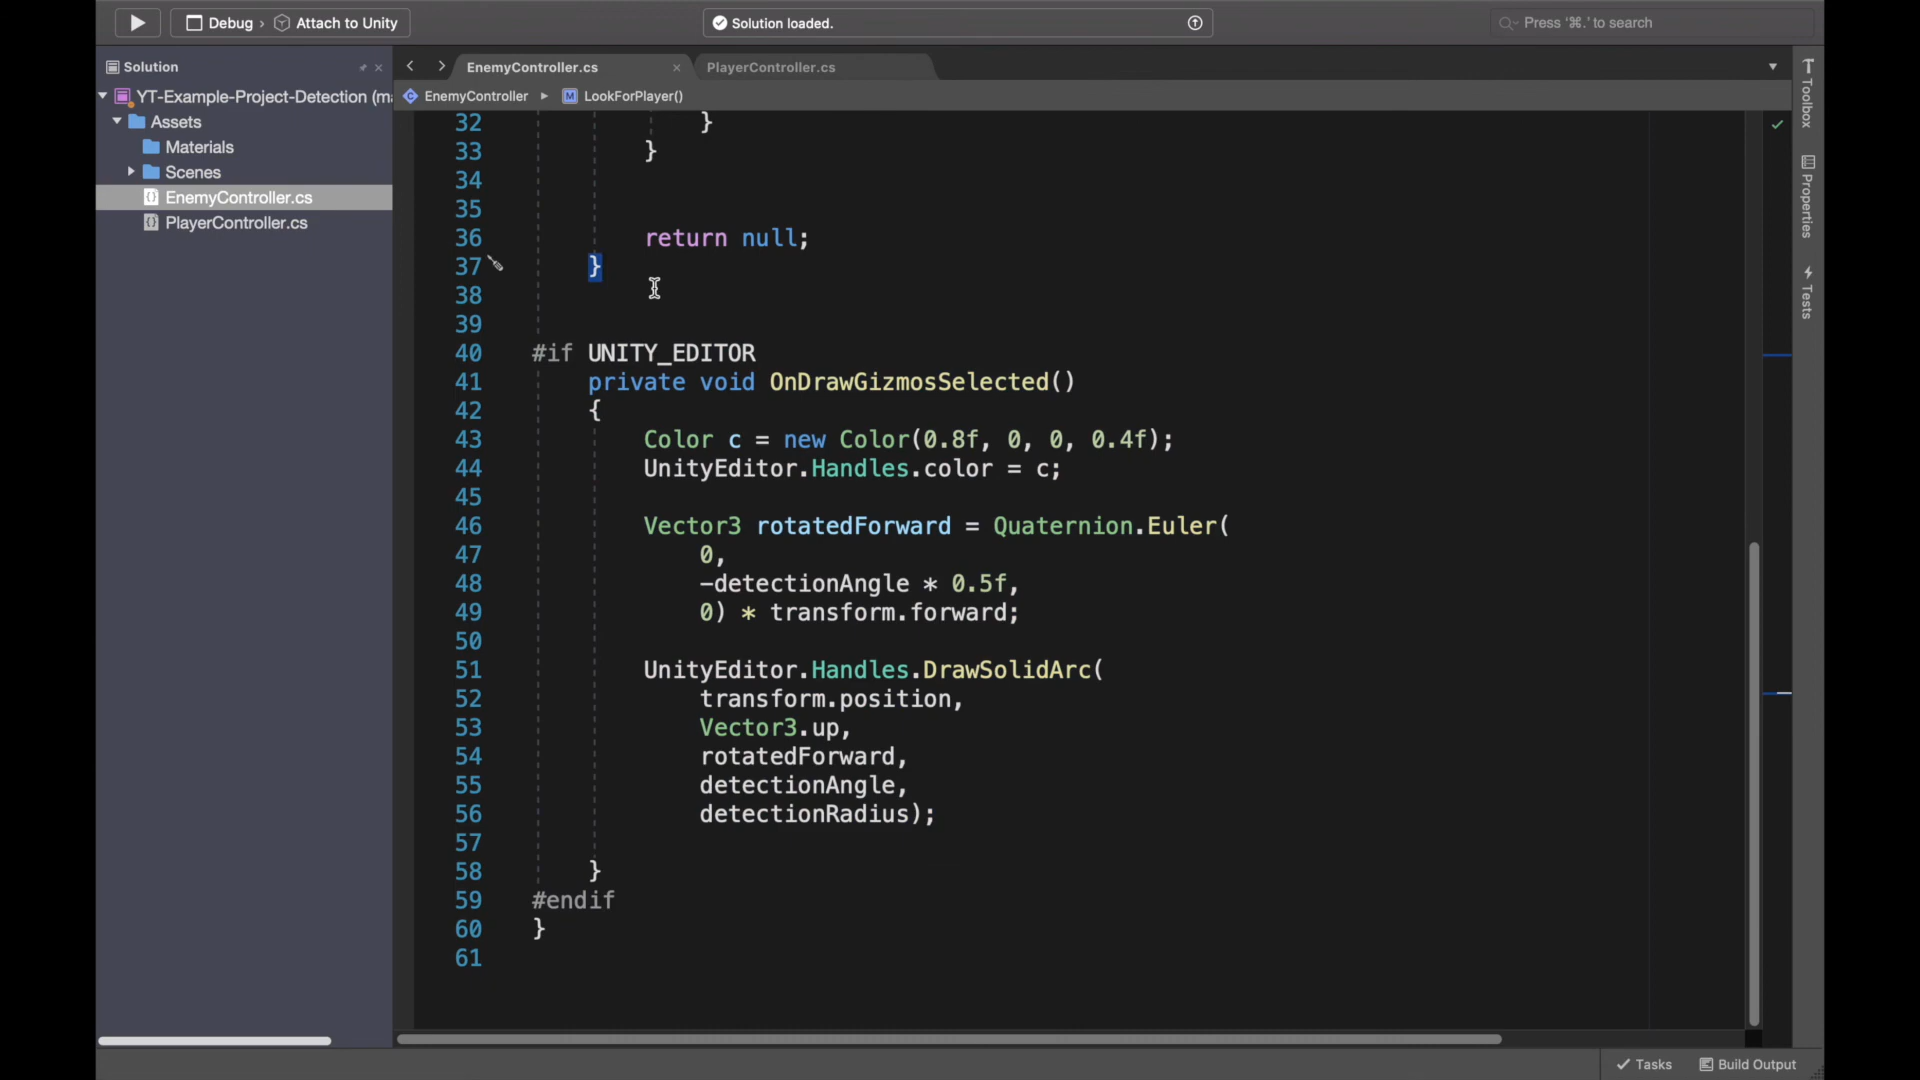 Debug › Attach to Unity
Solution loaded.
Press '⌘.' to search
Solution
EnemyController.cs
PlayerController.cs
YT-Example-Project-Detection (ma
EnemyController ▸ LookForPlayer()
Assets
Materials
Scenes
EnemyController.cs
PlayerController.cs
32 }
33 }
34
35
36 return null;
37 }
38
39
40 #if UNITY_EDITOR
41 private void OnDrawGizmosSelected()
42 {
43 Color c = new Color(0.8f, 0, 0, 0.4f);
44 UnityEditor.Handles.color = c;
45
46 Vector3 rotatedForward = Quaternion.Euler(
47 0,
48 -detectionAngle * 0.5f,
49 0) * transform.forward;
50
51 UnityEditor.Handles.DrawSolidArc(
52 transform.position,
53 Vector3.up,
54 rotatedForward,
55 detectionAngle,
56 detectionRadius);
57
58 }
59 #endif
60 }
61
Toolbox
Properties
Tests
Tasks
Build Output